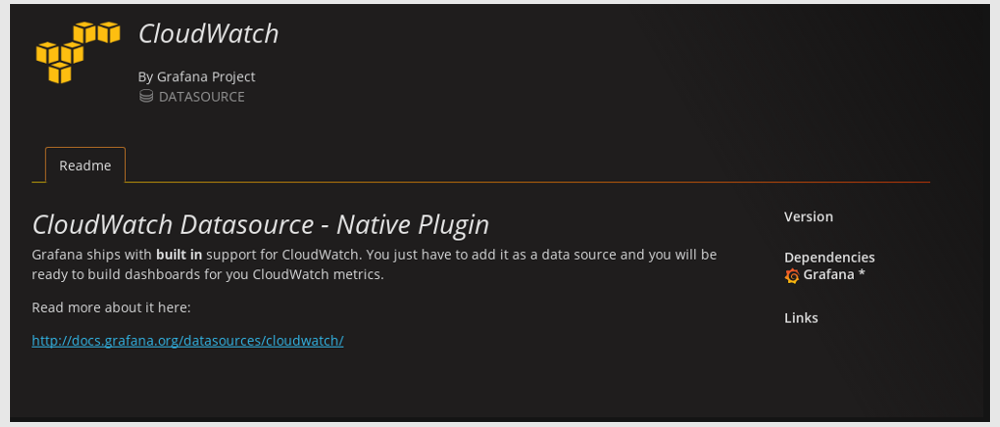 CloudWatch
By Grafana Project
DATASOURCE
Readme
CloudWatch Datasource - Native Plugin
Grafana ships with built in support for CloudWatch. You just have to add it as a data source and you will be
ready to build dashboards for you CloudWatch metrics.
Read more about it here:
http://docs.grafana.org/datasources/cloudwatch/
Version
Dependencies
Grafana *
Links